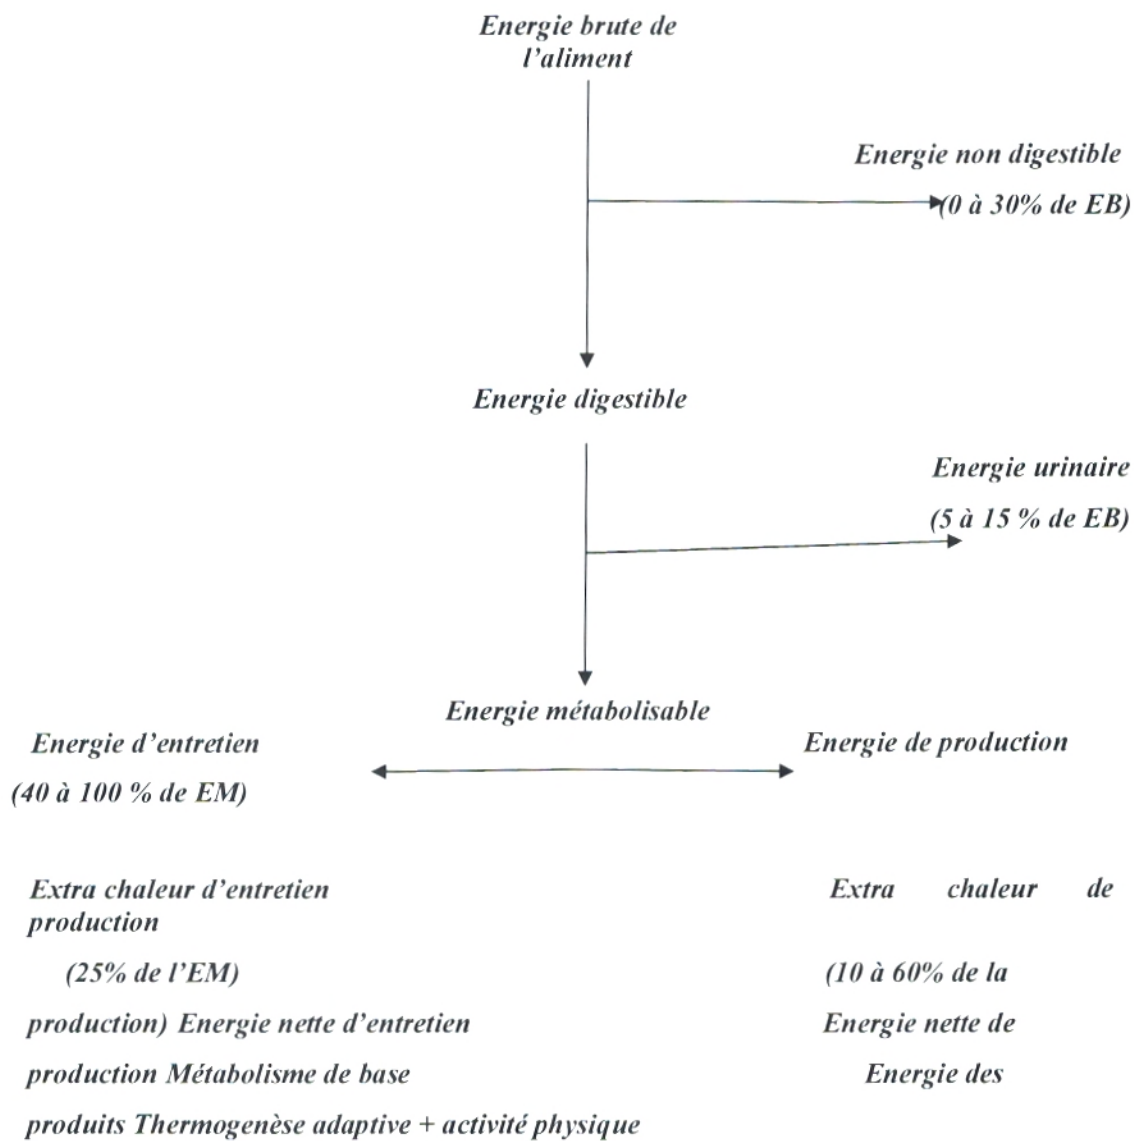 Energie brute de
l'aliment
Energie non digestible
(0 à 30% de EB)
Energie digestible
Energie urinaire
(5 à 15 % de EB)
Energie métabolisable
Energie d'entretien
Energie de production
(40 à 100 % de EM)
Extra chaleur d'entretien Extra chaleur de
production
(25% de l'EM) (10 à 60% de la
production) Energie nette d'entretien Energie nette de
production Métabolisme de base Energie des
produits Thermogenèse adaptive + activité physique